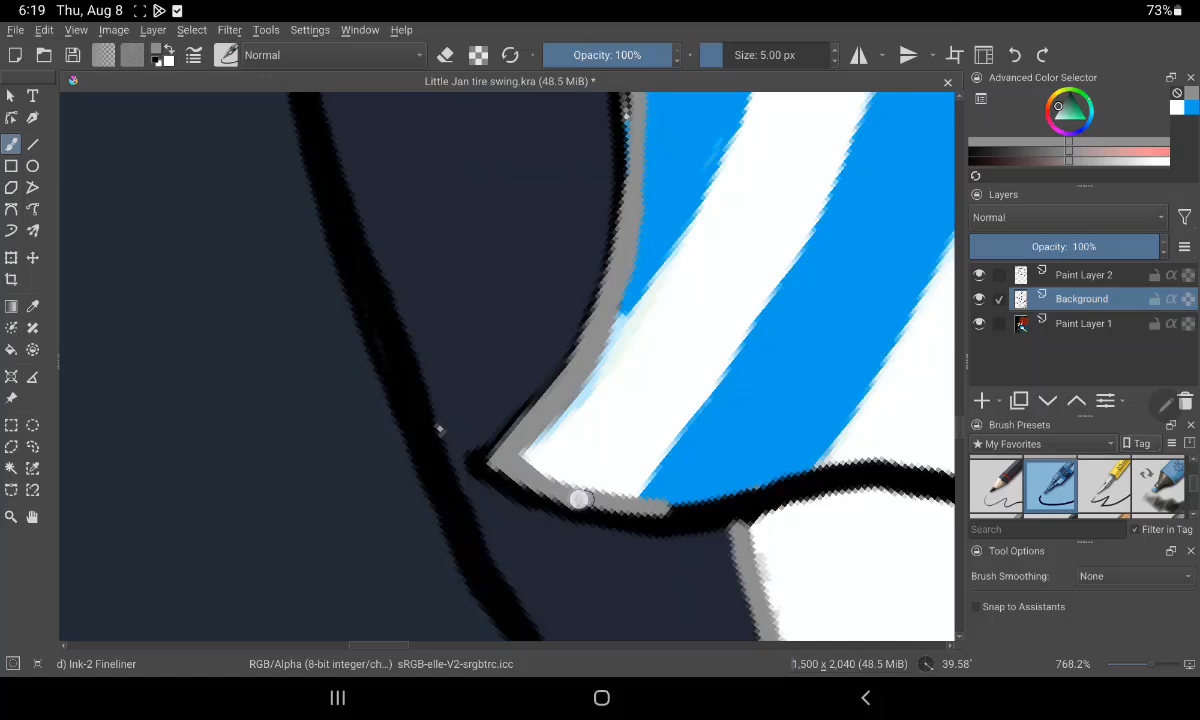 6:19 Thu, Aug 8
73%
File Edit View Image Layer Select Filter Tools Settings Window Help
Normal
Opacity: 100%
Size: 5.00 px
Little Jan tire swing.kra (48.5 MiB) *
Advanced Color Selector
Layers
Normal
Opacity: 100%
Paint Layer 2
Background
Paint Layer 1
Brush Presets
★ My Favorites
Tag
Search
Filter in Tag
Tool Options
Brush Smoothing:
None
Snap to Assistants
d) Ink-2 Fineliner
RGB/Alpha (8-bit integer/ch...) sRGB-elle-V2-srgbtrc.icc
1,500 x 2,040 (48.5 MiB)
39.58°
768.2%